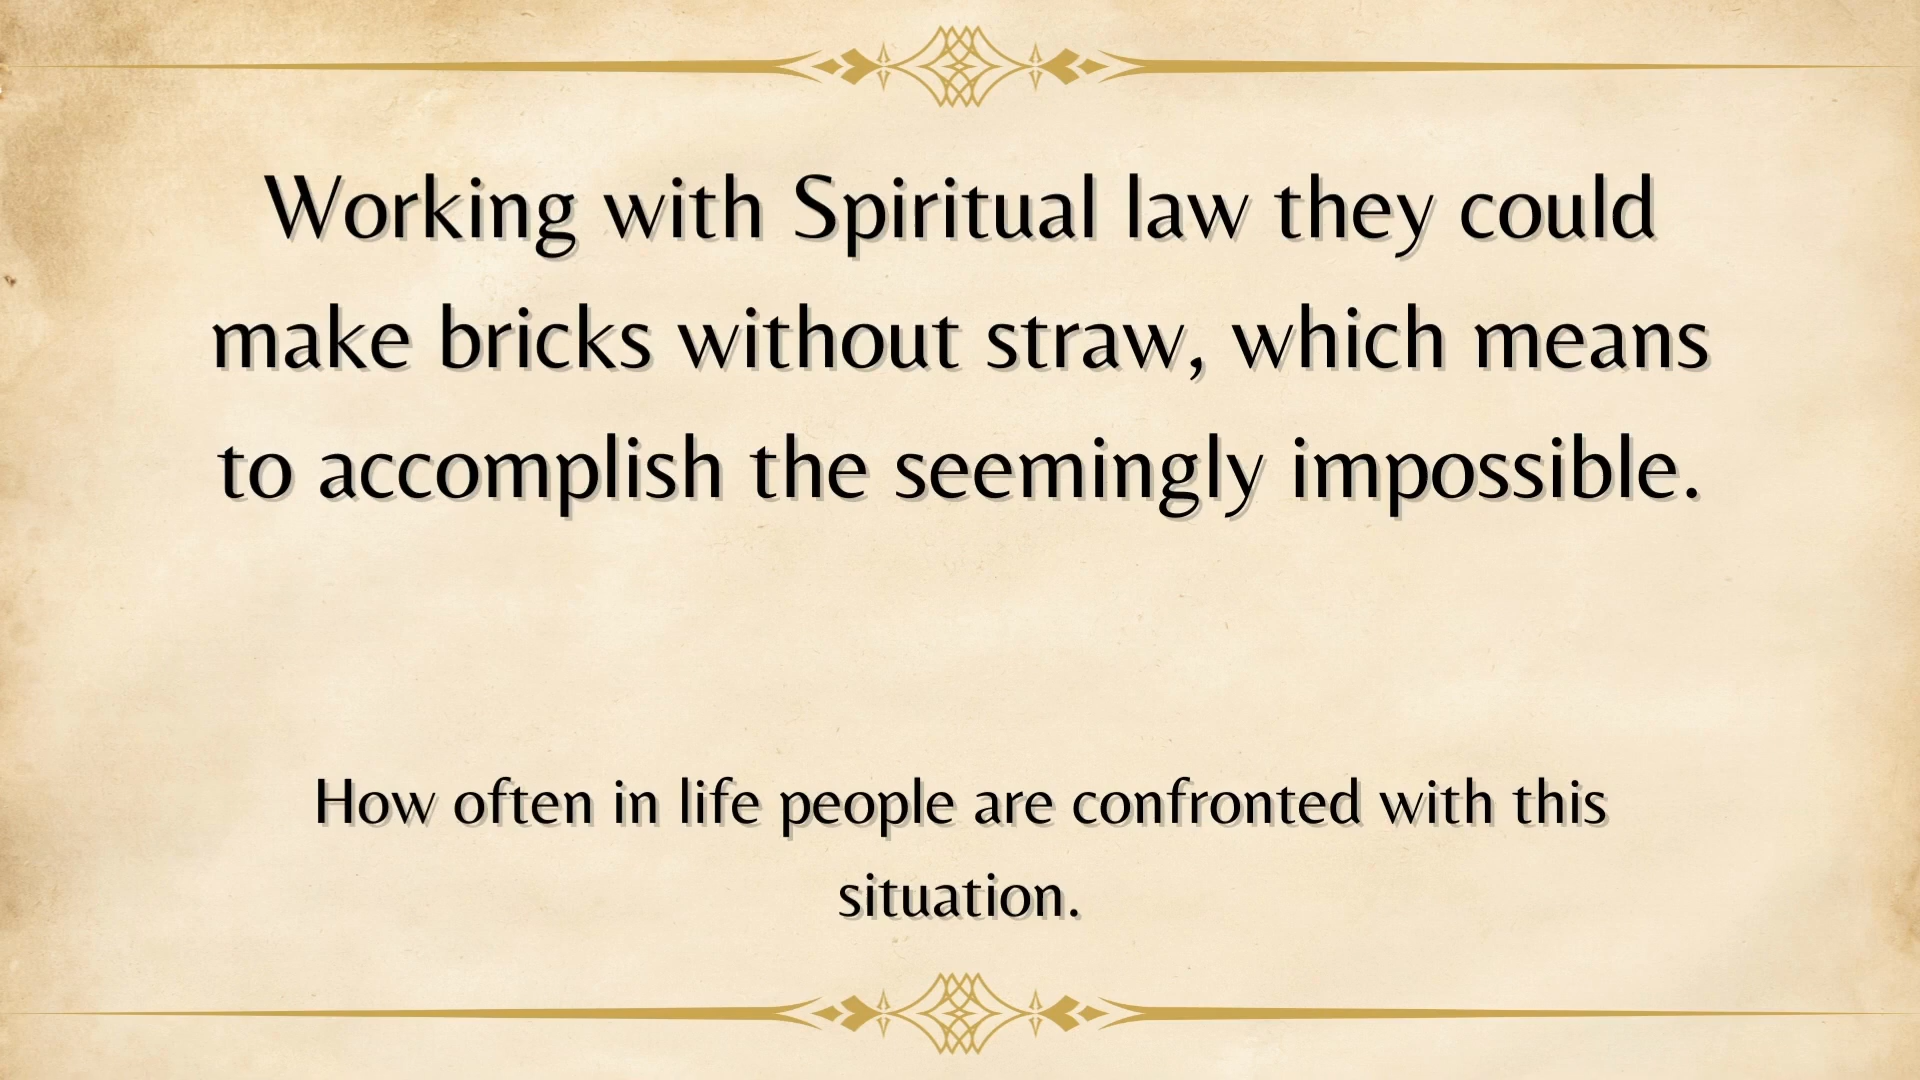 Working with Spiritual law they could
make bricks without straw, which means
to accomplish the seemingly impossible.
How often in life people are confronted with this
situation.